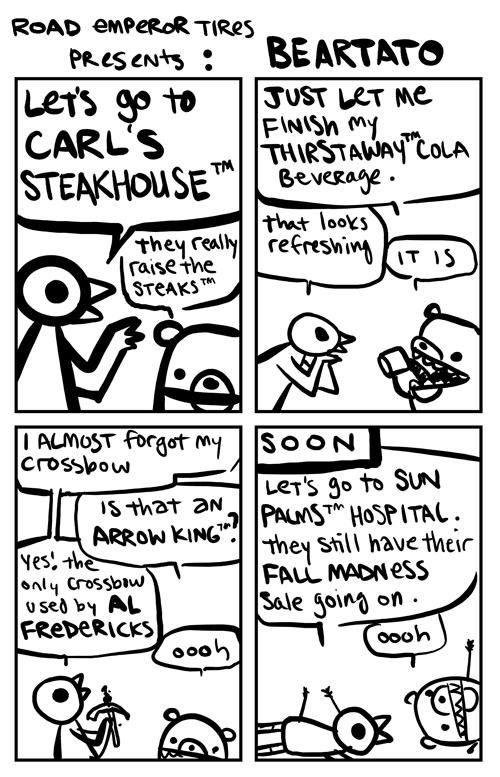 ROAD EMPEROR TIRES
PRESENTS :
BEARTATO
Let's go to
CARL'S
STEAKHOUSE™
they really
raise the
STEAKS™
JUST LET ME
FINISH my
THIRSTAWAY™ COLA
Beverage.
that looks
refreshing
IT IS
I ALMOST forgot my
crossbow
Is that an
ARROW KING™?
Yes! the
only crossbow
used by AL
FREDERICKS
oooh
SOON
Let's go to SUN
PALMS™ HOSPITAL.
they still have their
FALL MADNESS
Sale going on.
oooh